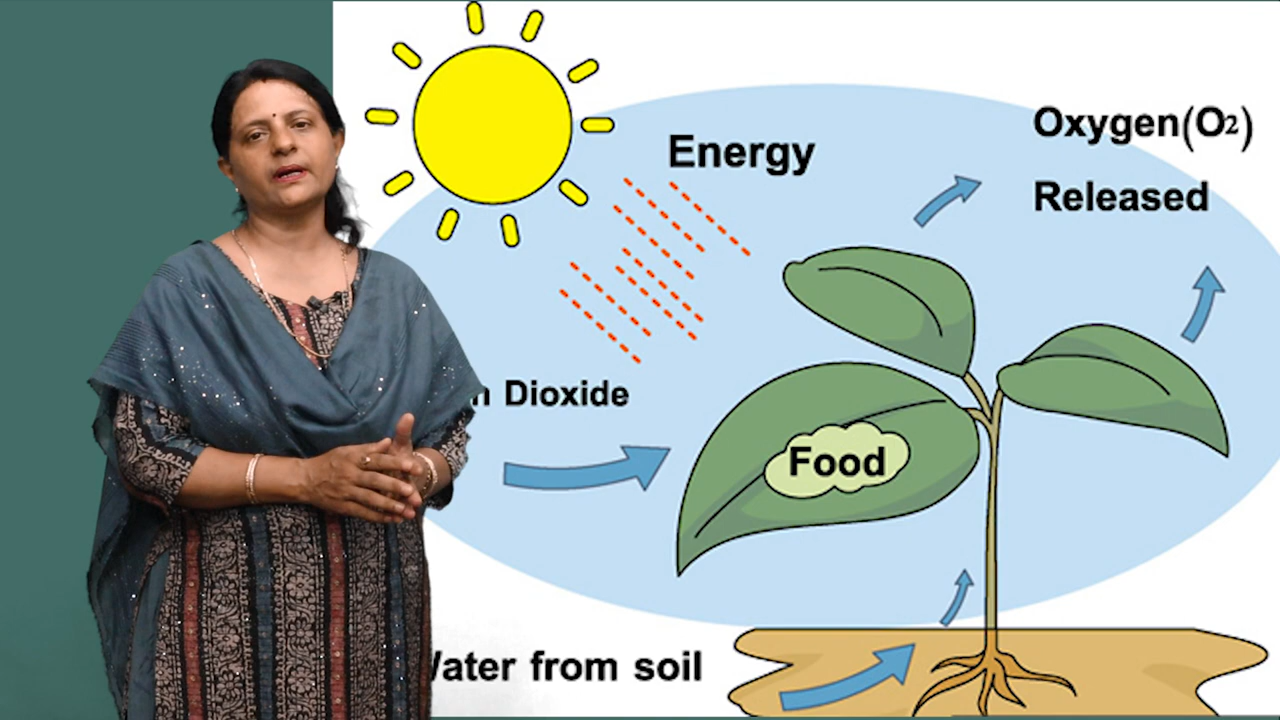 Energy
Oxygen(O₂)
Released
Dioxide
Food
Water from soil